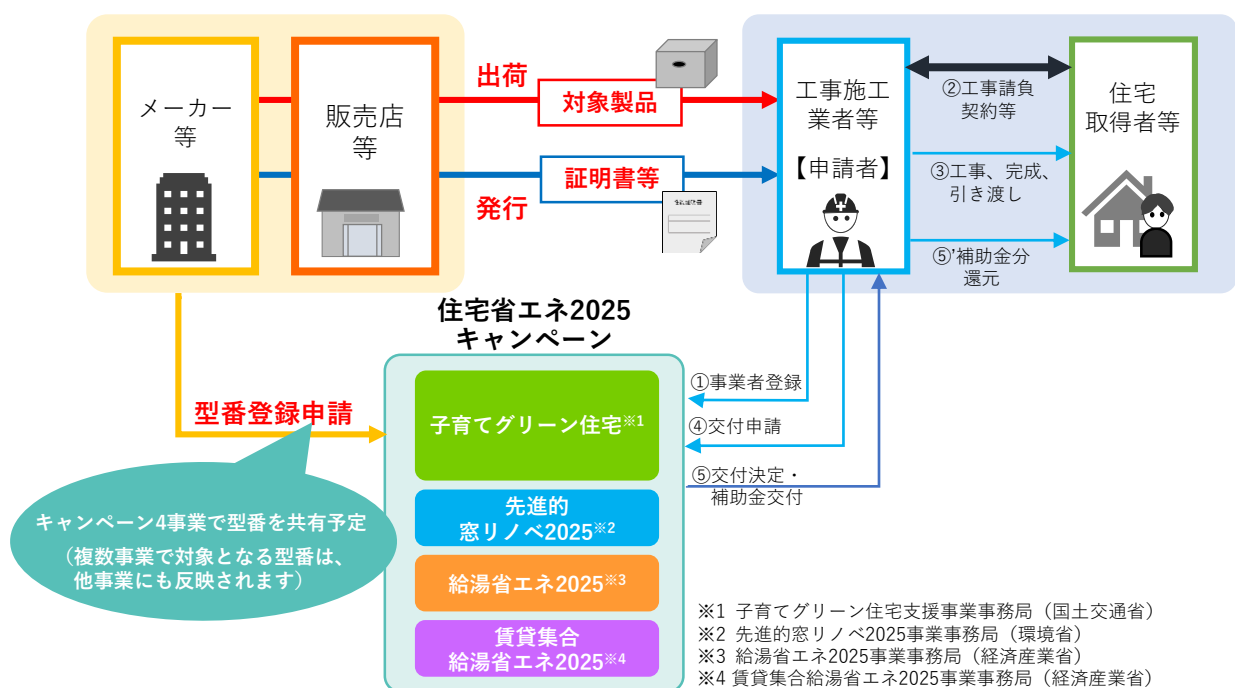 メーカー
等
販売店
等
出荷
対象製品
発行
証明書等
性能証明書
工事施工
業者等
【申請者】
②工事請負
契約等
③工事、完成、
引き渡し
⑤’補助金分
還元
住宅
取得者等
住宅省エネ2025
キャンペーン
型番登録申請
キャンペーン4事業で型番を共有予定
（複数事業で対象となる型番は、
他事業にも反映されます）
子育てグリーン住宅※1
先進的
窓リノベ2025※2
給湯省エネ2025※3
賃貸集合
給湯省エネ2025※4
①事業者登録
④交付申請
⑤交付決定・
補助金交付
※1 子育てグリーン住宅支援事業事務局（国土交通省）
※2 先進的窓リノベ2025事業事務局（環境省）
※3 給湯省エネ2025事業事務局（経済産業省）
※4 賃貸集合給湯省エネ2025事業事務局（経済産業省）